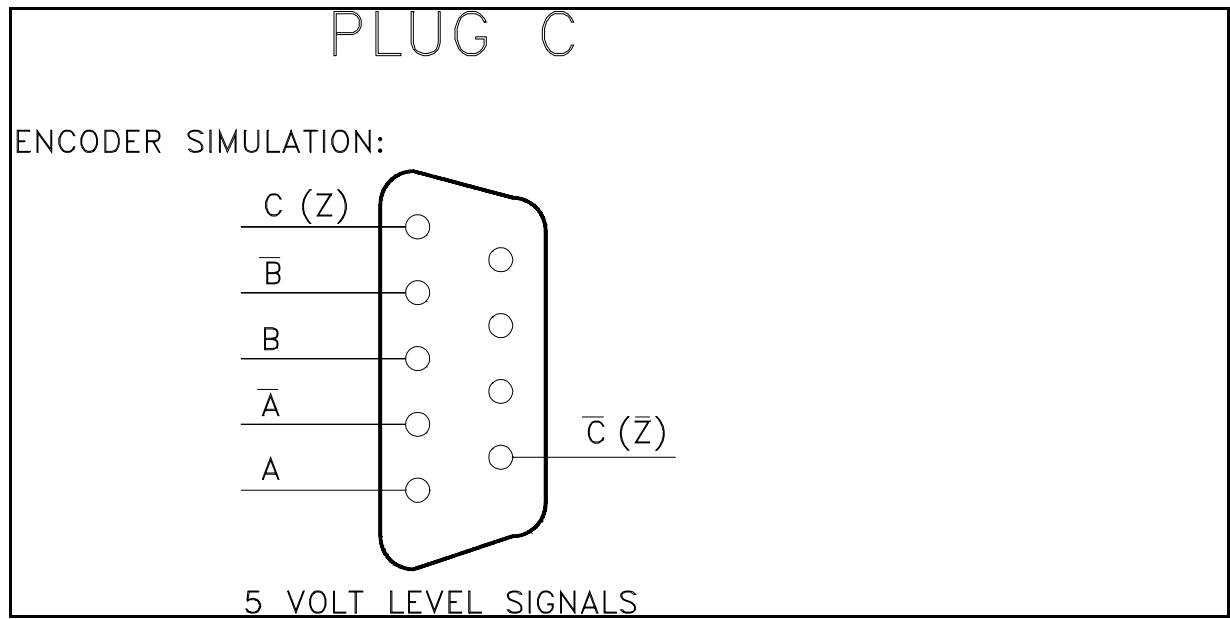 PLUG C
ENCODER SIMULATION:
C (Z)
B̅
B
A̅
C̅ (Z̅)
A
5 VOLT LEVEL SIGNALS